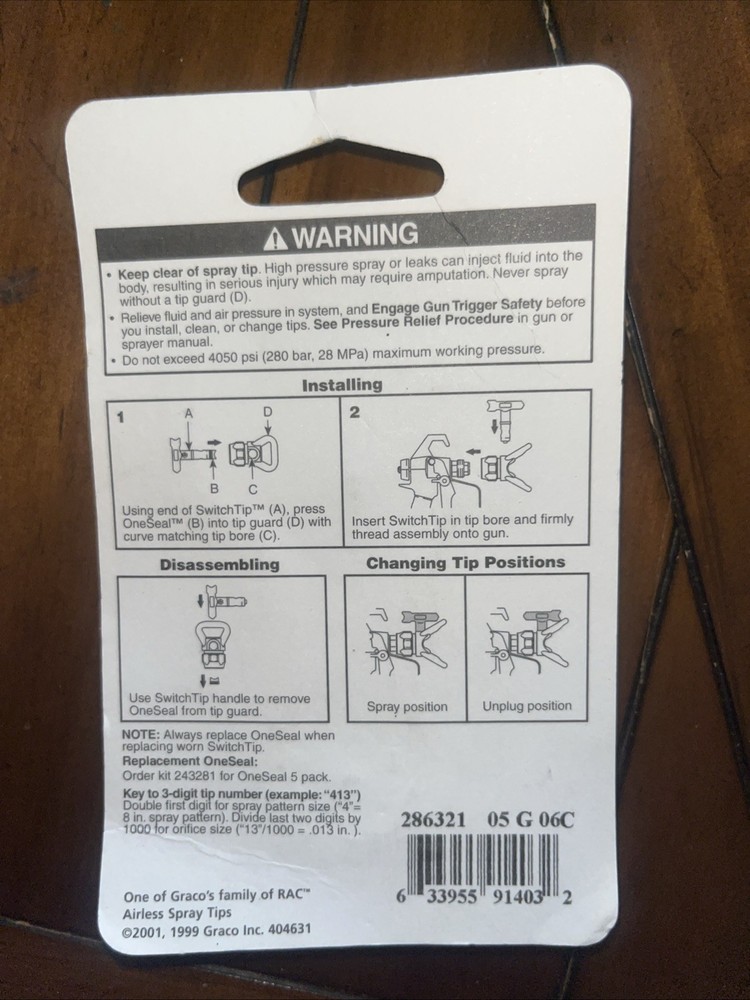 WARNING
• Keep clear of spray tip. High pressure spray or leaks can inject fluid into the
body, resulting in serious injury which may require amputation. Never spray
without a tip guard (D).
• Relieve fluid and air pressure in system, and Engage Gun Trigger Safety before
you install, clean, or change tips. See Pressure Relief Procedure in gun or
sprayer manual.
• Do not exceed 4050 psi (280 bar, 28 MPa) maximum working pressure.
Installing
1
A
D
B
C
Using end of SwitchTip™ (A), press
OneSeal™ (B) into tip guard (D) with
curve matching tip bore (C).
2
Insert SwitchTip in tip bore and firmly
thread assembly onto gun.
Disassembling
Use SwitchTip handle to remove
OneSeal from tip guard.
Changing Tip Positions
Spray position
Unplug position
NOTE: Always replace OneSeal when
replacing worn SwitchTip.
Replacement OneSeal:
Order kit 243281 for OneSeal 5 pack.
Key to 3-digit tip number (example: "413")
Double first digit for spray pattern size ("4"=
8 in. spray pattern). Divide last two digits by
1000 for orifice size ("13"/1000 = .013 in. ).
286321 05 G 06C
6 33955 91403 2
One of Graco's family of RAC™
Airless Spray Tips
©2001, 1999 Graco Inc. 404631